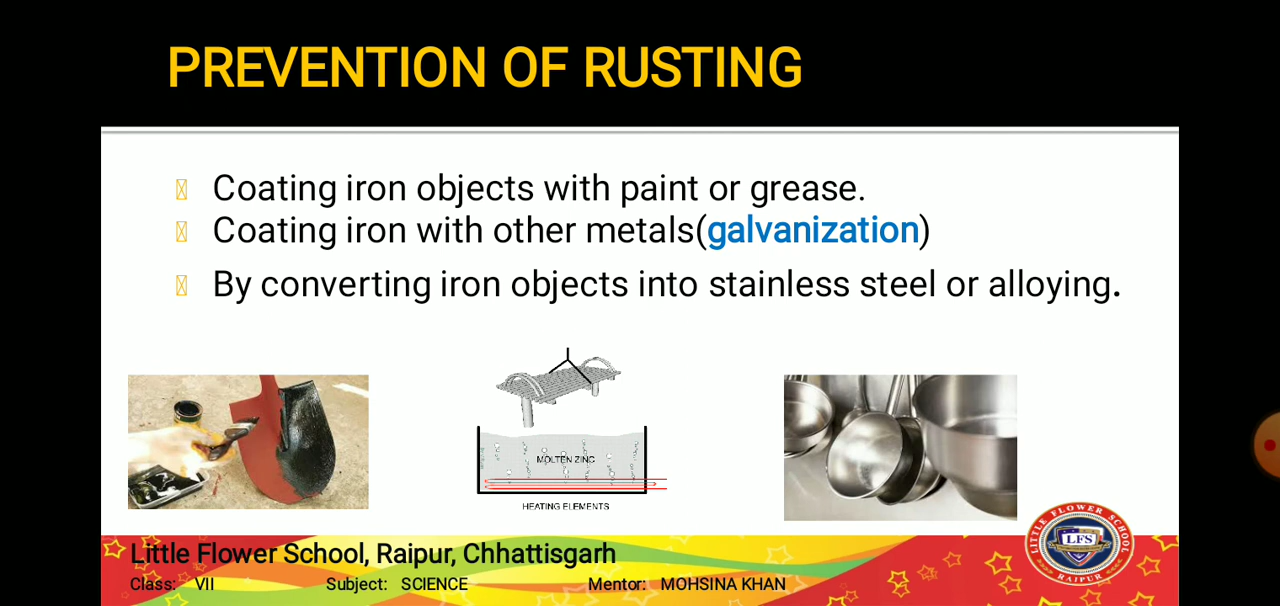 PREVENTION OF RUSTING
Coating iron objects with paint or grease.
Coating iron with other metals(galvanization)
By converting iron objects into stainless steel or alloying.
MOLTEN ZINC
HEATING ELEMENTS
LITTLE FLOWER SCHOOL
LFS
RAIPUR
Little Flower School, Raipur, Chhattisgarh
Class: VII Subject: SCIENCE Mentor: MOHSINA KHAN